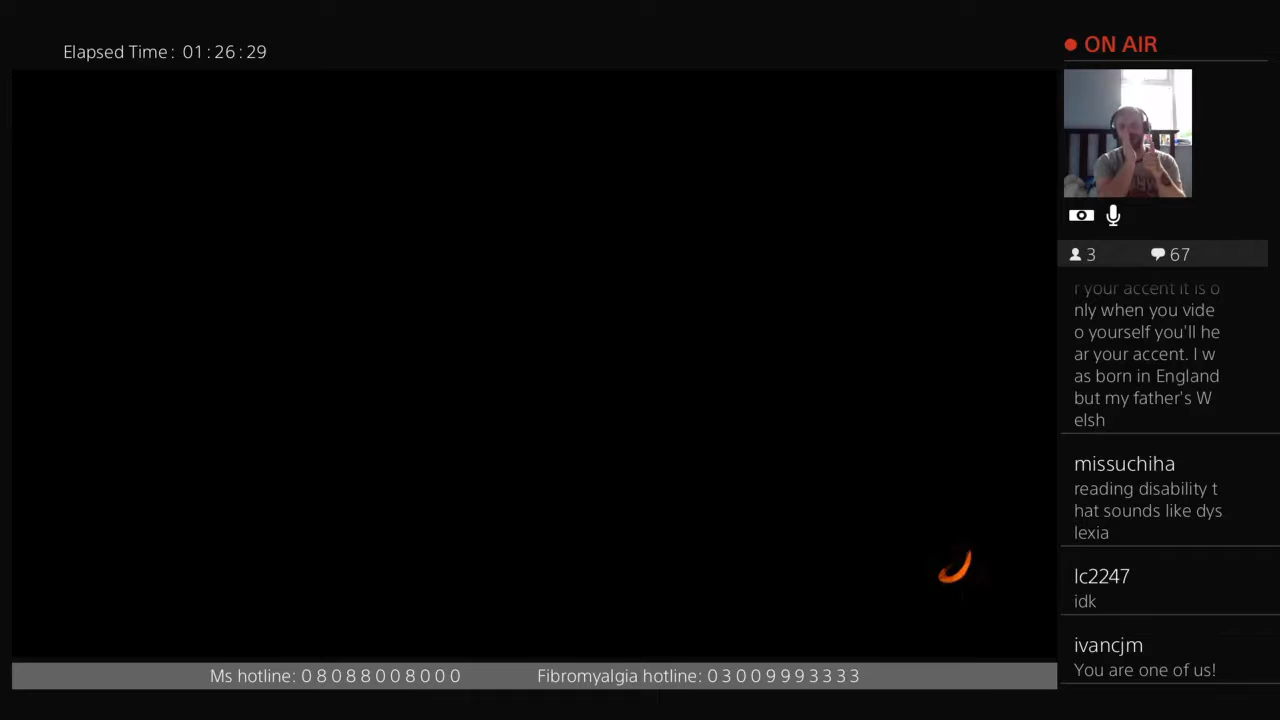 Elapsed Time: 01:26:29
ON AIR
3
67
r your accent it is o
nly when you vide
o yourself you'll he
ar your accent. I w
as born in England
but my father's W
elsh
missuchiha
reading disability t
hat sounds like dys
lexia
lc2247
idk
ivancjm
You are one of us!
Ms hotline: 0 8 0 8 8 0 0 8 0 0 0
Fibromyalgia hotline: 0 3 0 0 9 9 9 3 3 3 3